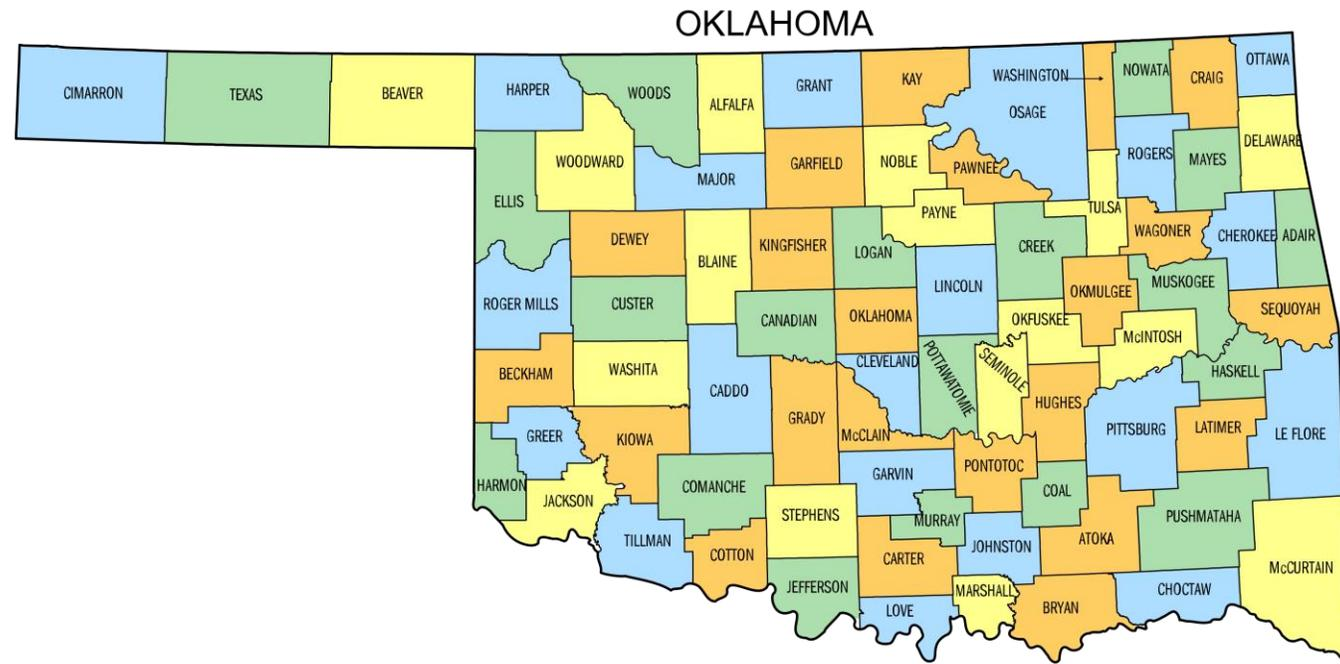 OKLAHOMA
CIMARRON
TEXAS
BEAVER
HARPER
WOODS
ALFALFA
GRANT
KAY
WASHINGTON
OSAGE
NOWATA
CRAIG
OTTAWA
WOODWARD
MAJOR
GARFIELD
NOBLE
PAWNEE
ROGERS
MAYES
DELAWARE
ELLIS
DEWEY
BLAINE
KINGFISHER
LOGAN
PAYNE
CREEK
TULSA
WAGONER
CHEROKEE
ADAIR
ROGER MILLS
CUSTER
CANADIAN
OKLAHOMA
LINCOLN
OKFUSKEE
OKMULGEE
MUSKOGEE
SEQUOYAH
BECKHAM
WASHITA
CADDO
GRADY
CLEVELAND
POTTAWATOMIE
SEMINOLE
HUGHES
McINTOSH
HASKELL
GREER
KIOWA
McCLAIN
PITTSBURG
LATIMER
LE FLORE
HARMON
JACKSON
COMANCHE
STEPHENS
GARVIN
PONTOTOC
COAL
MURRAY
TILLMAN
COTTON
CARTER
JOHNSTON
ATOKA
PUSHMATAHA
McCURTAIN
JEFFERSON
LOVE
MARSHALL
BRYAN
CHOCTAW